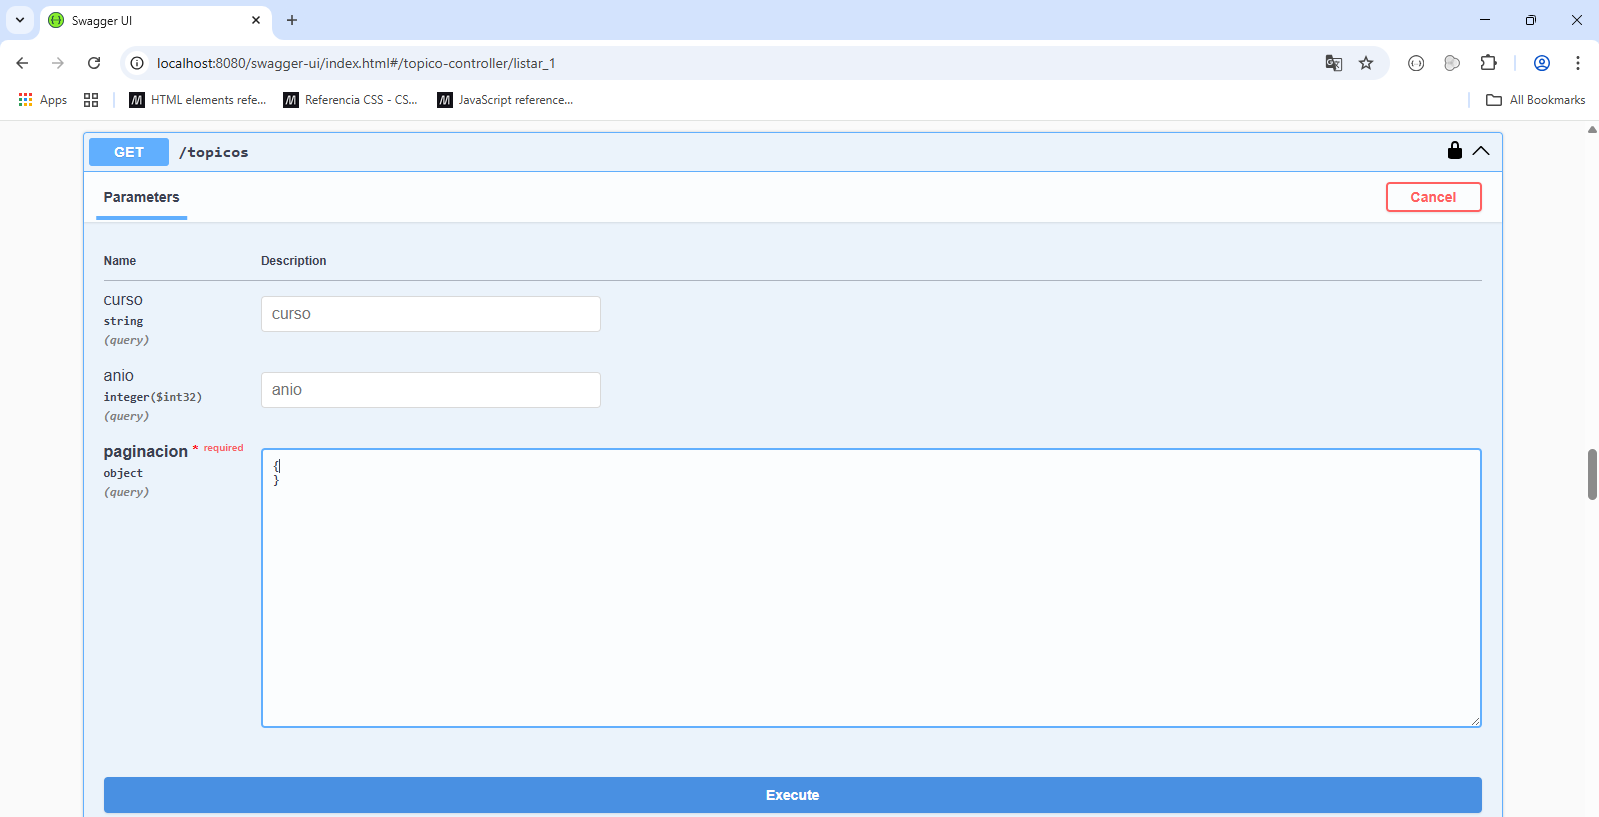 Swagger UI
localhost:8080/swagger-ui/index.html#/topico-controller/listar_1
Apps
HTML elements refe...
Referencia CSS - CS...
JavaScript reference...
All Bookmarks
GET /topicos
Parameters
Cancel
Name Description
curso
string
(query)
curso
anio
integer($int32)
(query)
anio
paginacion * required
object
(query)
{
}
Execute